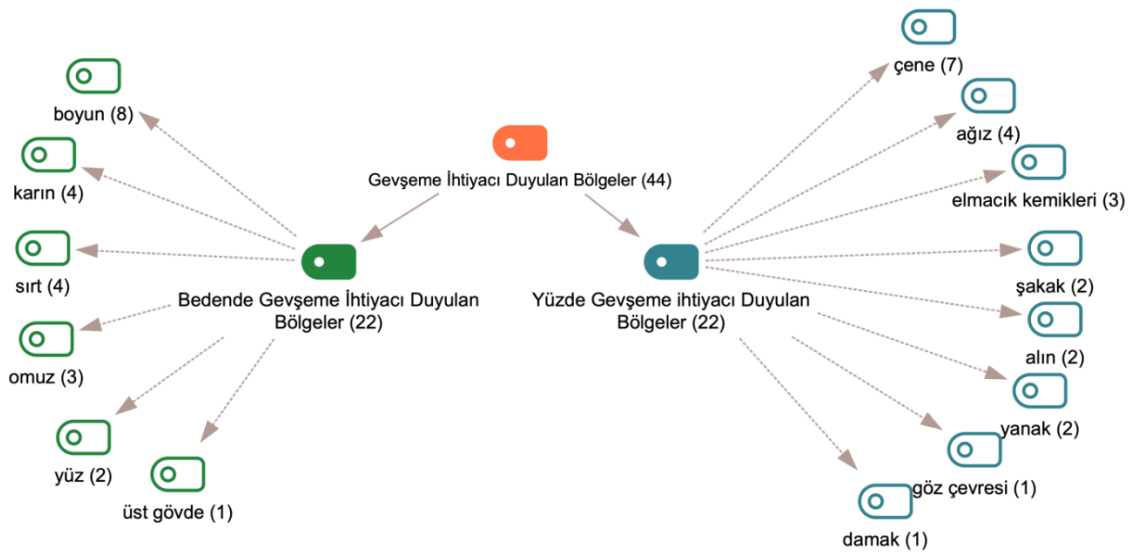 Gevşeme İhtiyacı Duyulan Bölgeler (44)
Bedende Gevşeme İhtiyacı Duyulan
Bölgeler (22)
boyun (8)
karın (4)
sırt (4)
omuz (3)
yüz (2)
üst gövde (1)
Yüzde Gevşeme ihtiyacı Duyulan
Bölgeler (22)
çene (7)
ağız (4)
elmacık kemikleri (3)
şakak (2)
alın (2)
yanak (2)
göz çevresi (1)
damak (1)